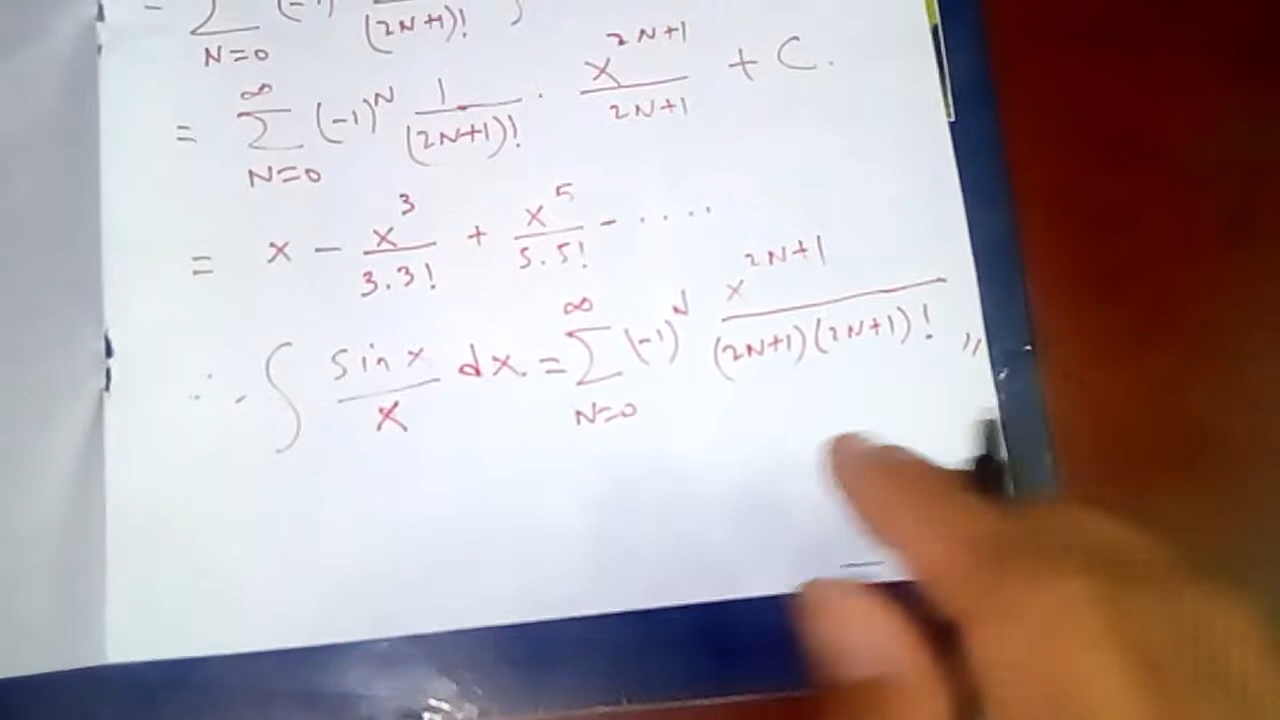 - ∑_{N=0} (-1) /(2N+1)!
= ∑_{N=0}^{∞} (-1)^N 1/(2N+1)! · x^{2N+1}/2N+1 + C.
= x - x^3/3.3! + x^5/5.5! - ....
∴ ∫ sin x/x dx = ∑_{N=0}^{∞} (-1)^N x^{2N+1}/(2N+1)(2N+1)! ,,